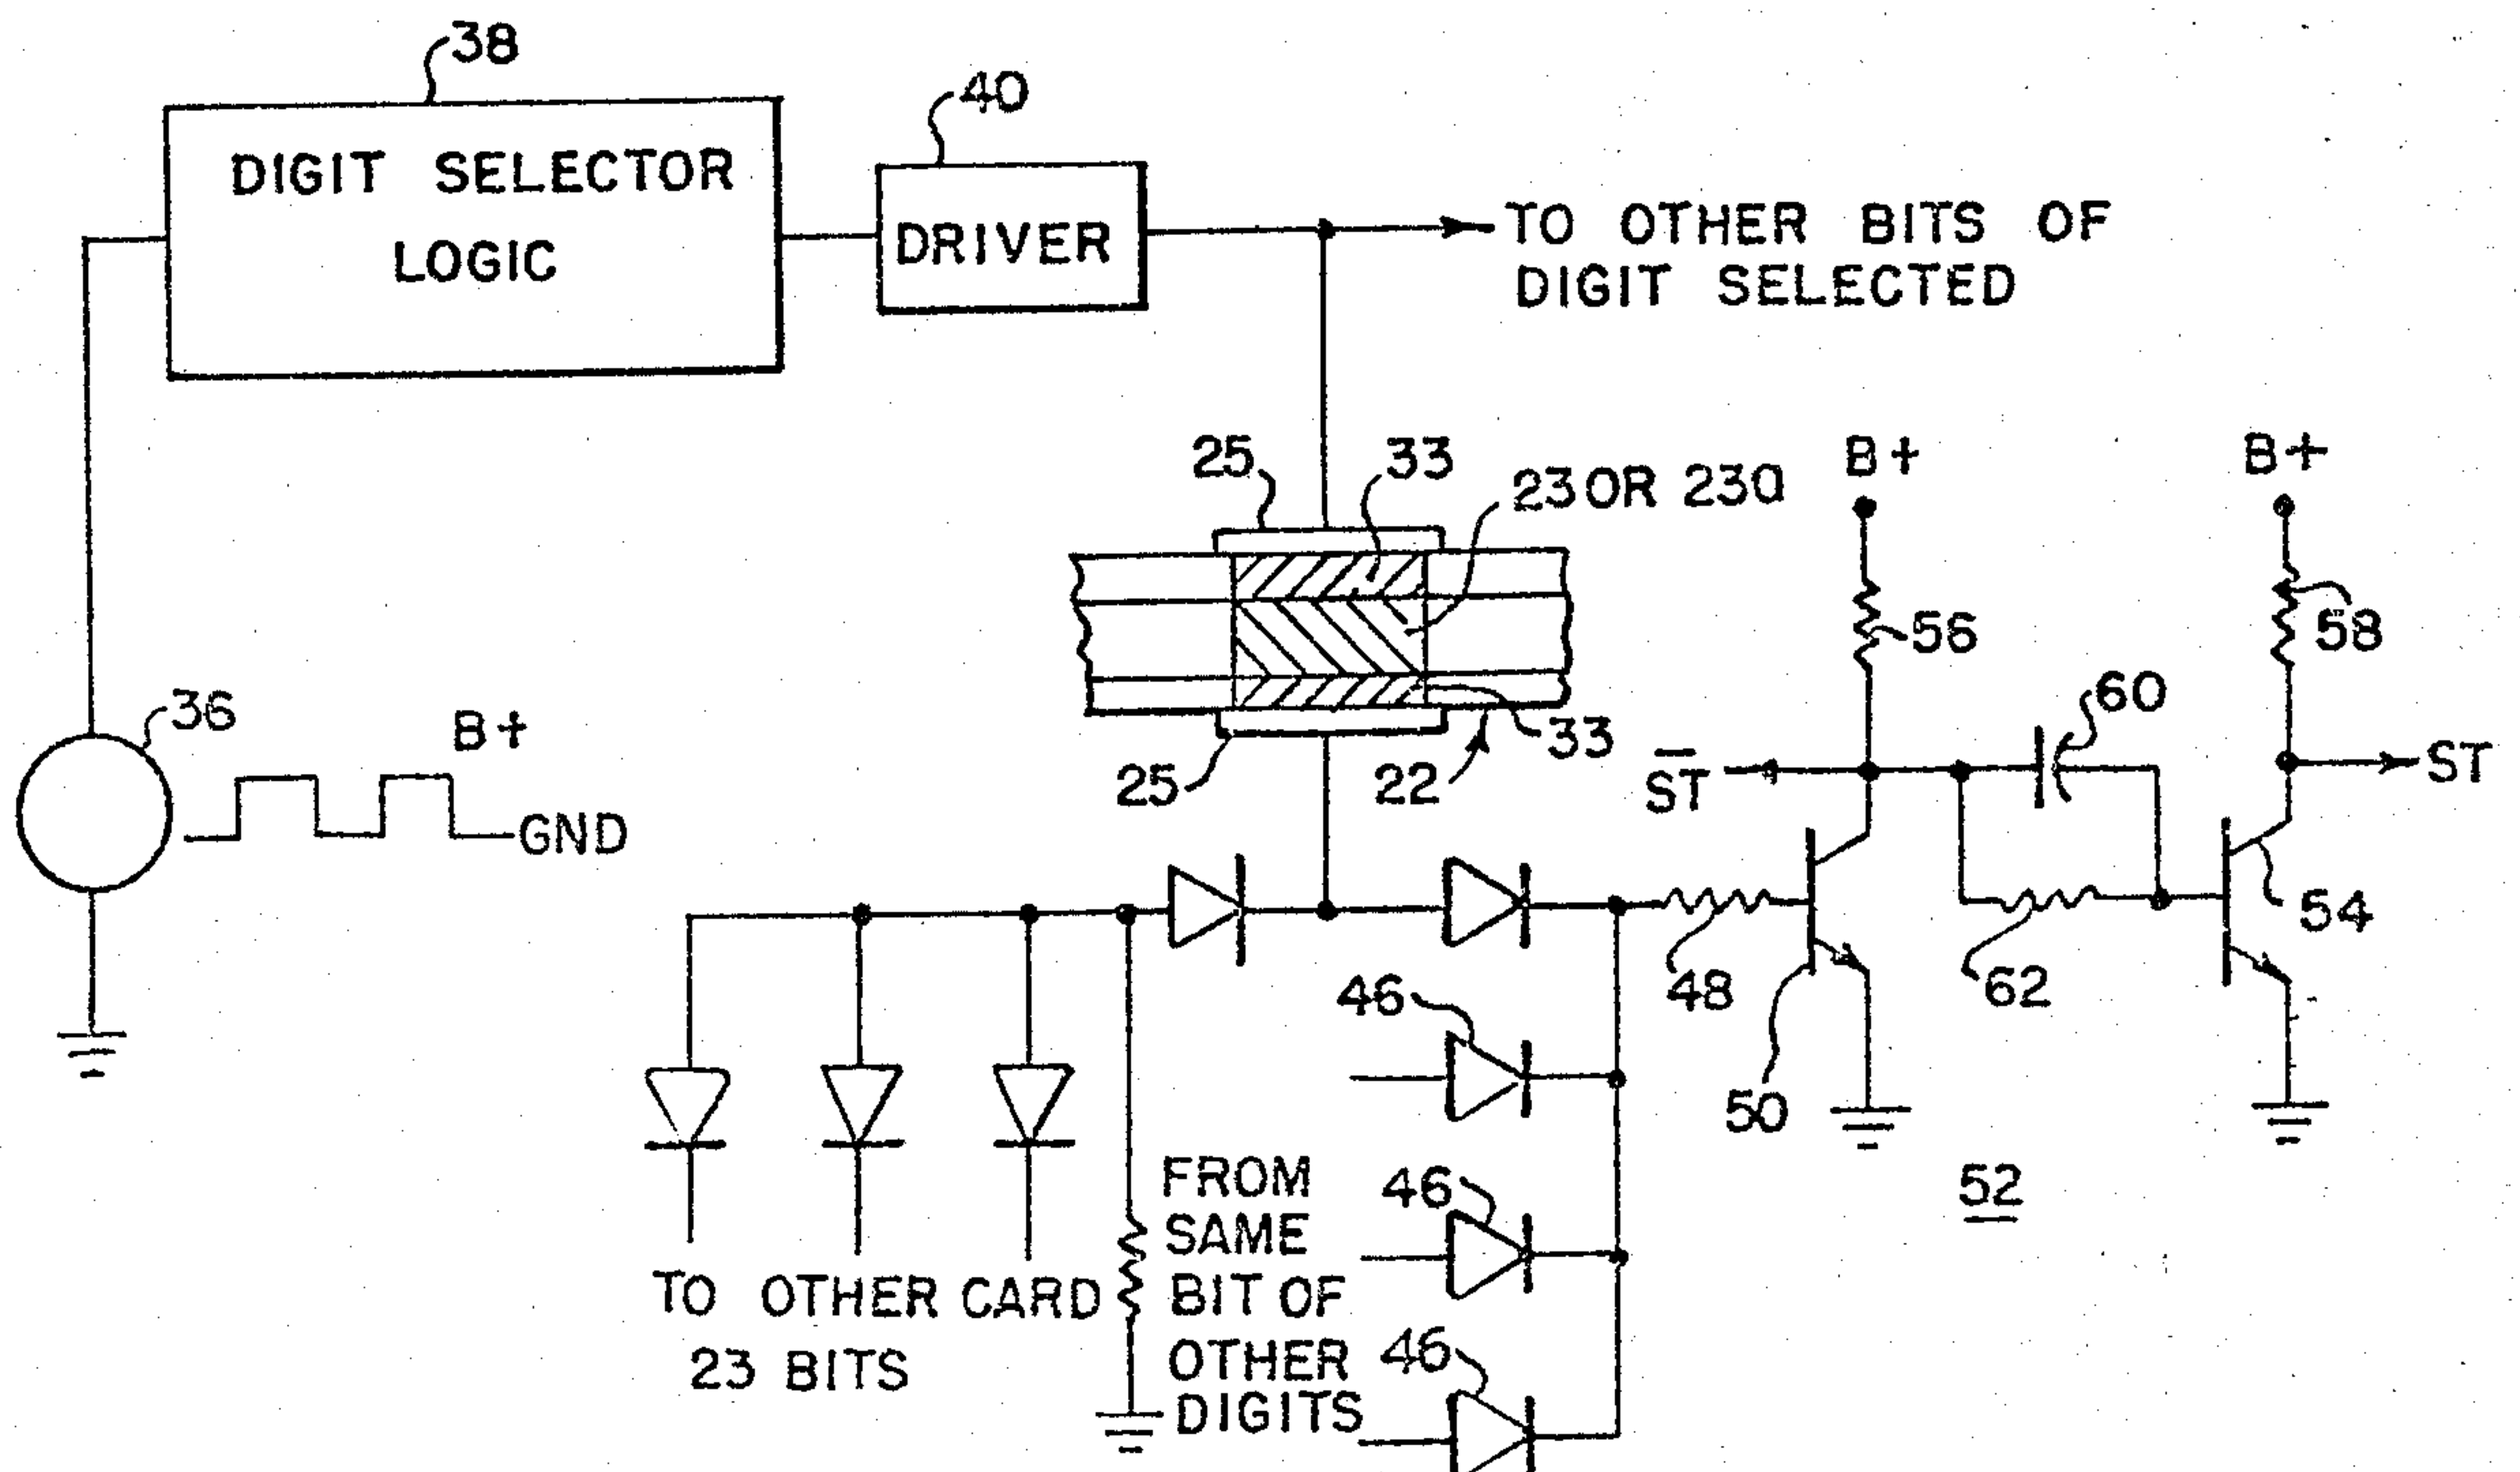 38
40
DIGIT SELECTOR
LOGIC
DRIVER
TO OTHER BITS OF
DIGIT SELECTED
25
33
23 OR 230
B+
B+
56
58
36
B+
GND
25
22
33
60
S̅T̅
ST
54
48
62
46
50
52
FROM
SAME
BIT OF
OTHER
DIGITS
46
46
TO OTHER CARD
23 BITS